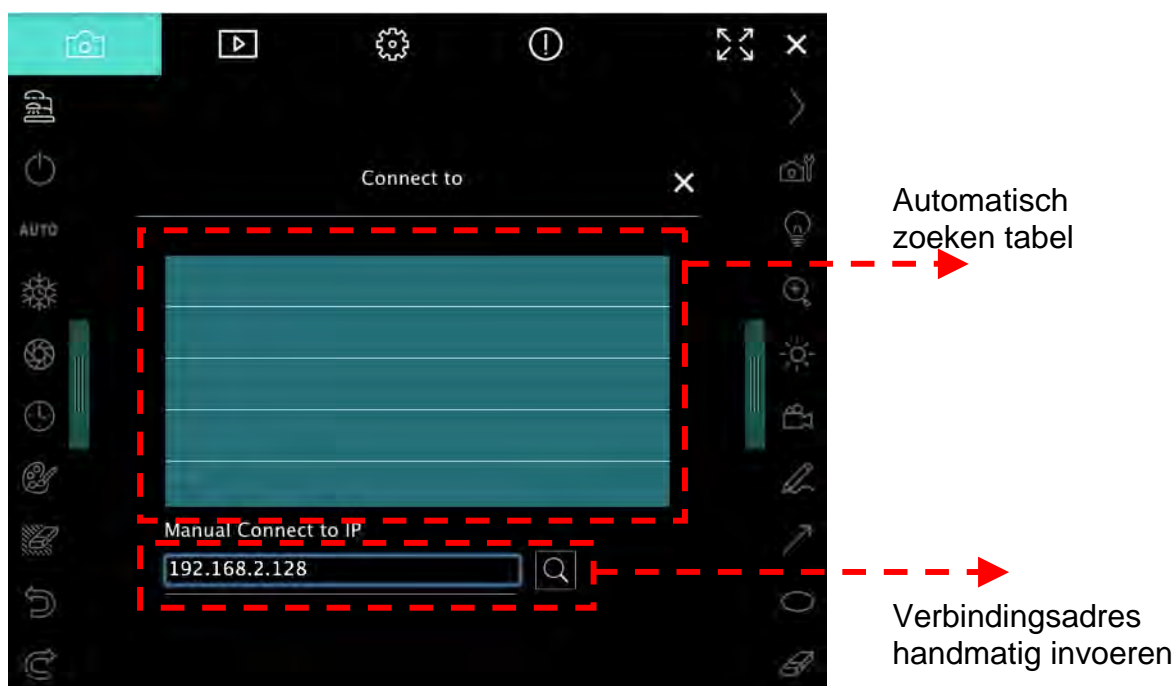 Connect to
AUTO
Automatisch
zoeken tabel
Manual Connect to IP
192.168.2.128
Verbindingsadres
handmatig invoeren